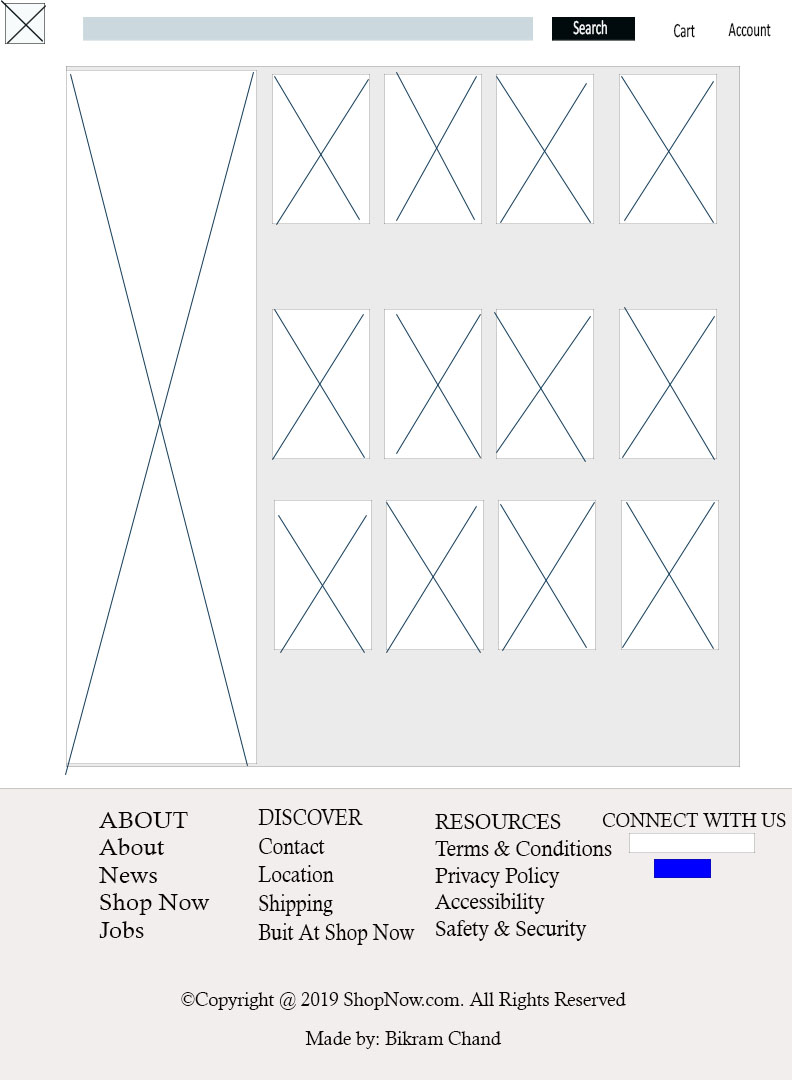 Search
Cart
Account
ABOUT
About
News
Shop Now
Jobs
DISCOVER
Contact
Location
Shipping
Buit At Shop Now
RESOURCES
Terms & Conditions
Privacy Policy
Accessibility
Safety & Security
CONNECT WITH US
©Copyright @ 2019 ShopNow.com. All Rights Reserved
Made by: Bikram Chand